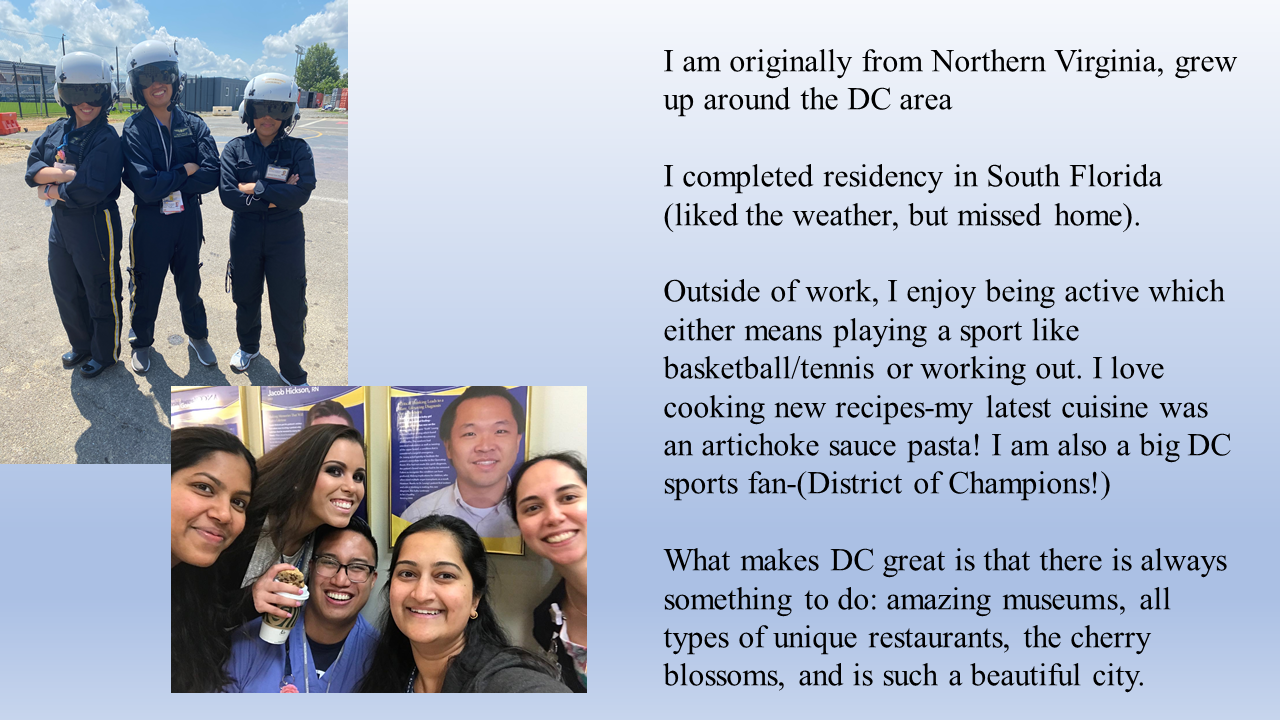 I am originally from Northern Virginia, grew
up around the DC area
I completed residency in South Florida
(liked the weather, but missed home).
Outside of work, I enjoy being active which
either means playing a sport like
basketball/tennis or working out. I love
cooking new recipes-my latest cuisine was
an artichoke sauce pasta! I am also a big DC
sports fan-(District of Champions!)
What makes DC great is that there is always
something to do: amazing museums, all
types of unique restaurants, the cherry
blossoms, and is such a beautiful city.
Jacob Hickson, RN